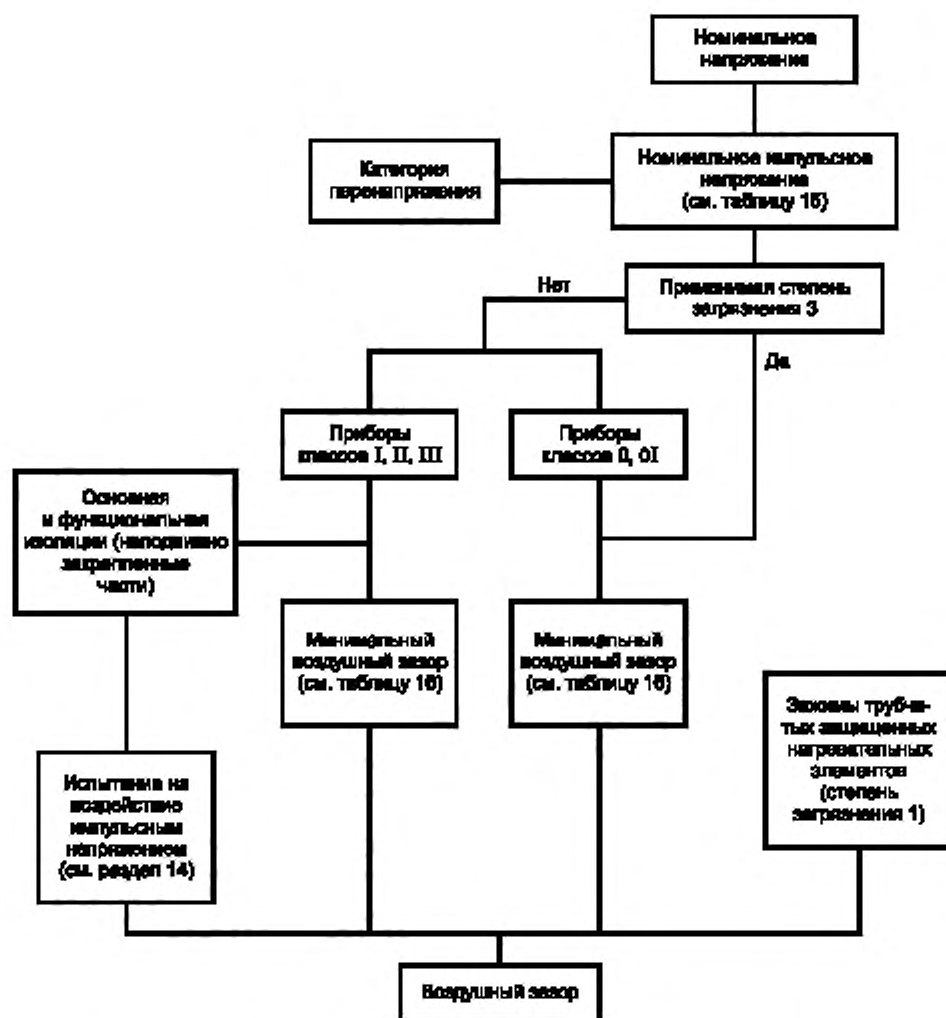 Номинальное
напряжение
Категория
перенапряжения
Номинальное импульсное
напряжение
(см. таблицу 15)
Нет
Применимая степень
загрязнения 3
Да
Приборы
классов I, II, III
Приборы
классов 0, 0I
Основная
и функциональная
изоляции (неподвижно
закрепленные
части)
Минимальный
воздушный зазор
(см. таблицу 16)
Минимальный
воздушный зазор
(см. таблицу 16)
Зажимы трубча-
тых защищенных
нагревательных
элементов
(степень
загрязнения 1)
Испытание на
воздействие
импульсным
напряжением
(см. раздел 14)
Воздушный зазор